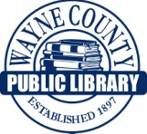 WAYNE COUNTY
PUBLIC LIBRARY
ESTABLISHED 1897